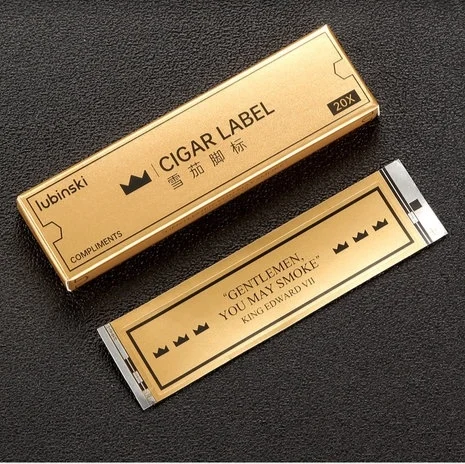 lubinski
CIGAR LABEL
雪茄脚标
20X
COMPLIMENTS
"GENTLEMEN,
YOU MAY SMOKE"
KING EDWARD VII